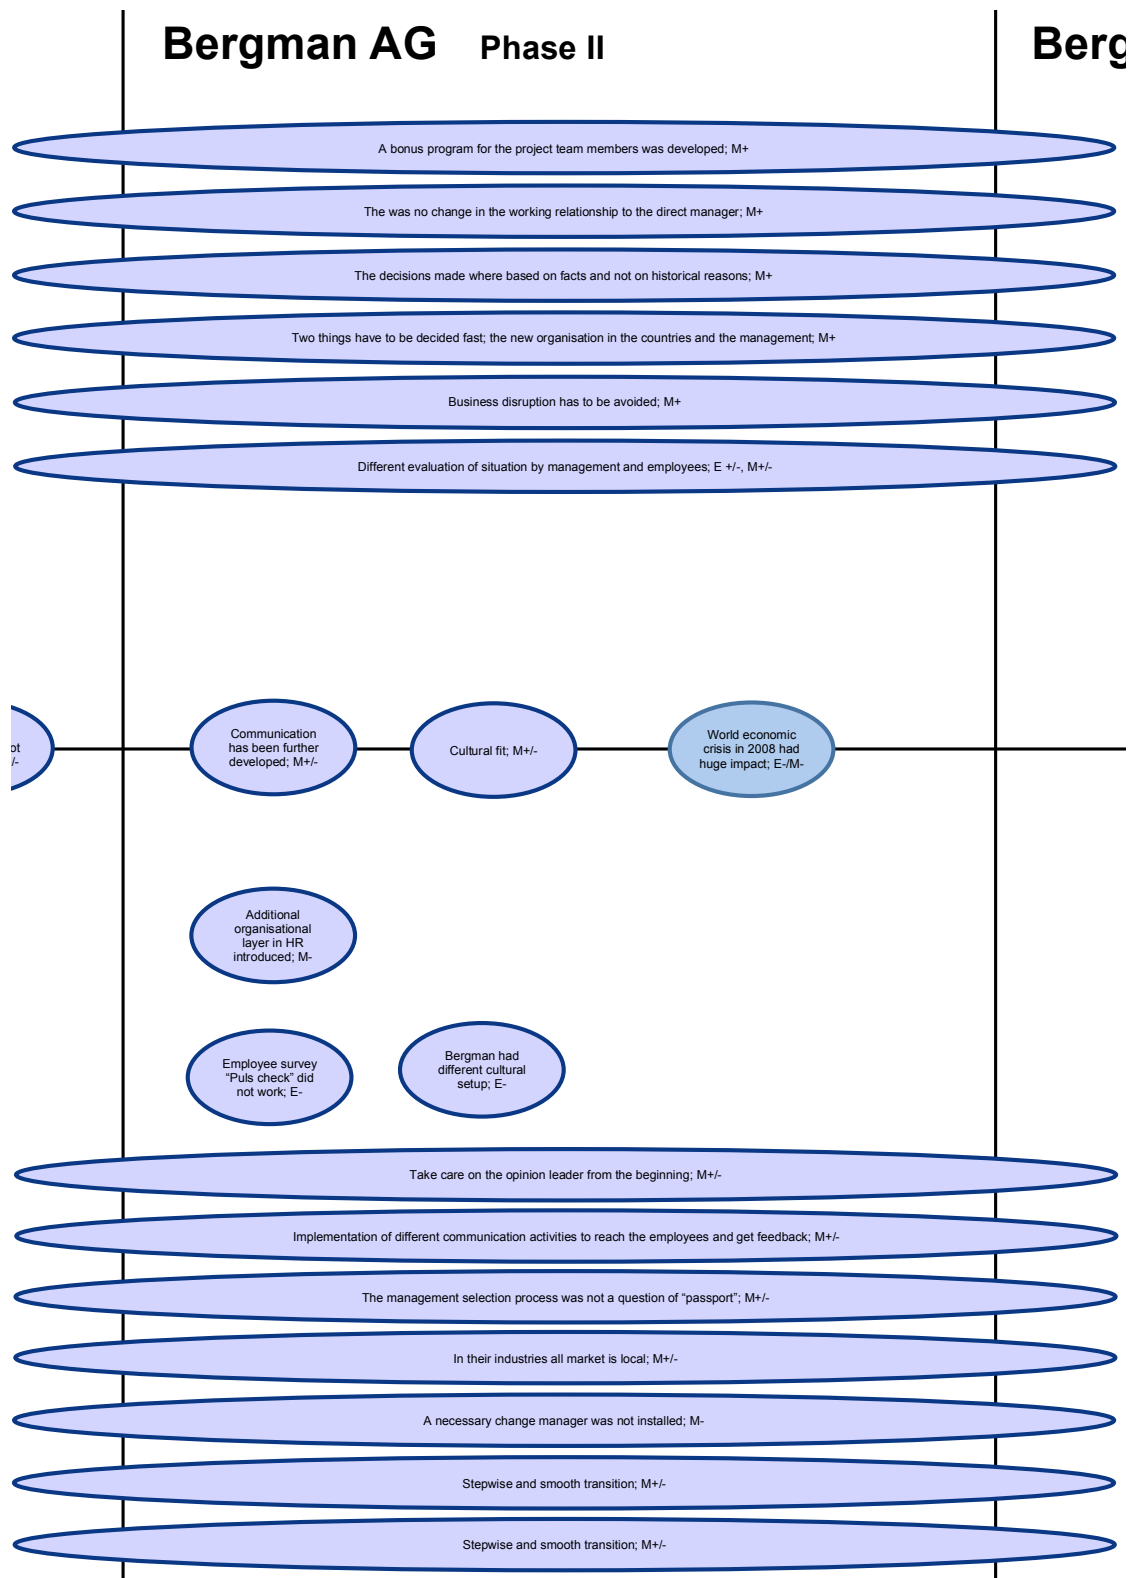 Bergman AG Phase II
Berg
A bonus program for the project team members was developed; M+
The was no change in the working relationship to the direct manager; M+
The decisions made where based on facts and not on historical reasons; M+
Two things have to be decided fast; the new organisation in the countries and the management; M+
Business disruption has to be avoided; M+
Different evaluation of situation by management and employees; E +/-, M+/-
ot
/-
Communication
has been further
developed; M+/-
Cultural fit; M+/-
World economic
crisis in 2008 had
huge impact; E-/M-
Additional
organisational
layer in HR
introduced; M-
Employee survey
“Puls check” did
not work; E-
Bergman had
different cultural
setup; E-
Take care on the opinion leader from the beginning; M+/-
Implementation of different communication activities to reach the employees and get feedback; M+/-
The management selection process was not a question of “passport”; M+/-
In their industries all market is local; M+/-
A necessary change manager was not installed; M-
Stepwise and smooth transition; M+/-
Stepwise and smooth transition; M+/-